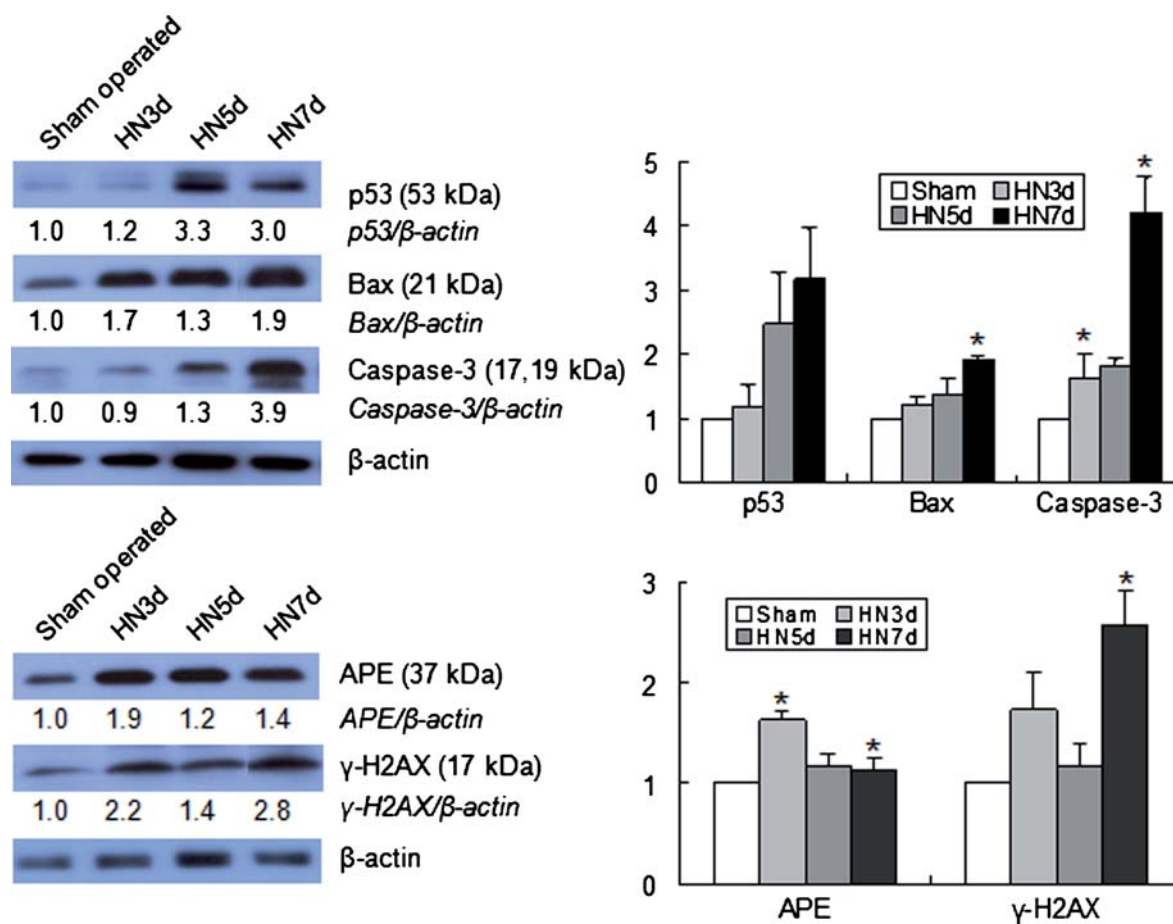 Sham operated HN3d HN5d HN7d
p53 (53 kDa)
1.0 1.2 3.3 3.0 p53/β-actin
Bax (21 kDa)
1.0 1.7 1.3 1.9 Bax/β-actin
Caspase-3 (17,19 kDa)
1.0 0.9 1.3 3.9 Caspase-3/β-actin
β-actin
5
4
3
2
1
0
Sham HN3d
HN5d HN7d
* * *
p53 Bax Caspase-3
Sham operated HN3d HN5d HN7d
APE (37 kDa)
1.0 1.9 1.2 1.4 APE/β-actin
γ-H2AX (17 kDa)
1.0 2.2 1.4 2.8 γ-H2AX/β-actin
β-actin
3
2
1
0
Sham HN3d
HN5d HN7d
* * *
APE γ-H2AX